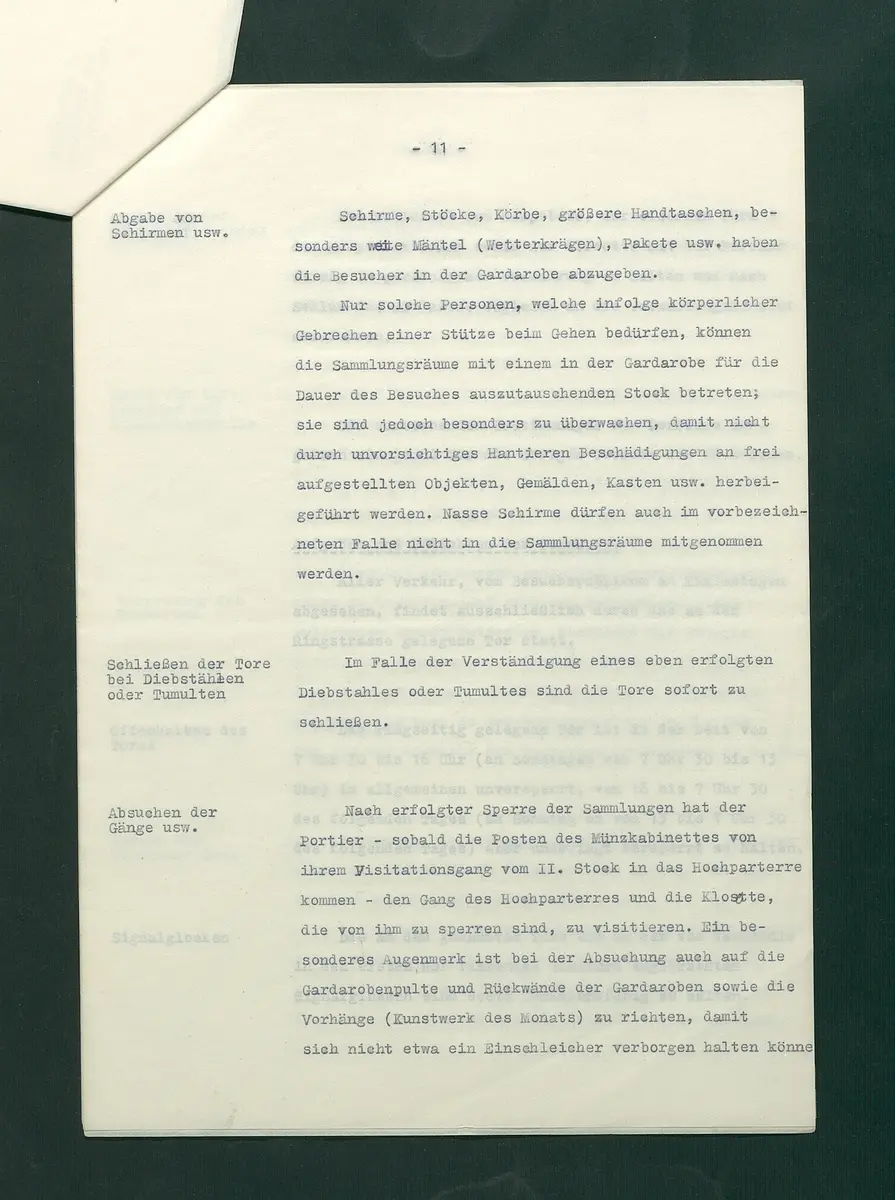 - 11 -
Abgabe von
Schirmen usw.
Schirme, Stöcke, Körbe, größere Handtaschen, be-
sonders weite Mäntel (Wetterkrägen), Pakete usw. haben
die Besucher in der Gardarobe abzugeben.
Nur solche Personen, welche infolge körperlicher
Gebrechen einer Stütze beim Gehen bedürfen, können
die Sammlungsräume mit einem in der Gardarobe für die
Dauer des Besuches auszutauschenden Stock betreten;
sie sind jedoch besonders zu überwachen, damit nicht
durch unvorsichtiges Hantieren Beschädigungen an frei
aufgestellten Objekten, Gemälden, Kasten usw. herbei-
geführt werden. Nasse Schirme dürfen auch im vorbezeich-
neten Falle nicht in die Sammlungsräume mitgenommen
werden.
Schließen der Tore
bei Diebstählen
oder Tumulten
Im Falle der Verständigung eines eben erfolgten
Diebstahles oder Tumultes sind die Tore sofort zu
schließen.
Absuchen der
Gänge usw.
Nach erfolgter Sperre der Sammlungen hat der
Portier - sobald die Posten des Münzkabinettes von
ihrem Visitationsgang vom II. Stock in das Hochparterre
kommen - den Gang des Hochparterres und die Klosette,
die von ihm zu sperren sind, zu visitieren. Ein be-
sonderes Augenmerk ist bei der Absuchung auch auf die
Gardarobenpulte und Rückwände der Gardaroben sowie die
Vorhänge (Kunstwerk des Monats) zu richten, damit
sich nicht etwa ein Einschleicher verborgen halten könne